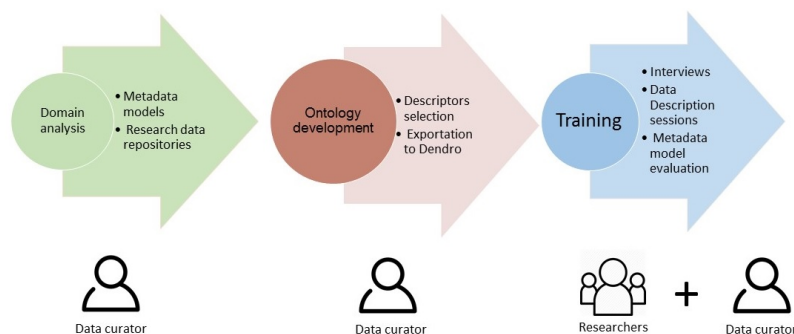 Domain
analysis
• Metadata
models
• Research data
repositories
Ontology
development
• Descriptors
selection
• Exportation
to Dendro
Training
• Interviews
• Data
Description
sessions
• Metadata
model
evaluation
Data curator
Data curator
Researchers
+
Data curator